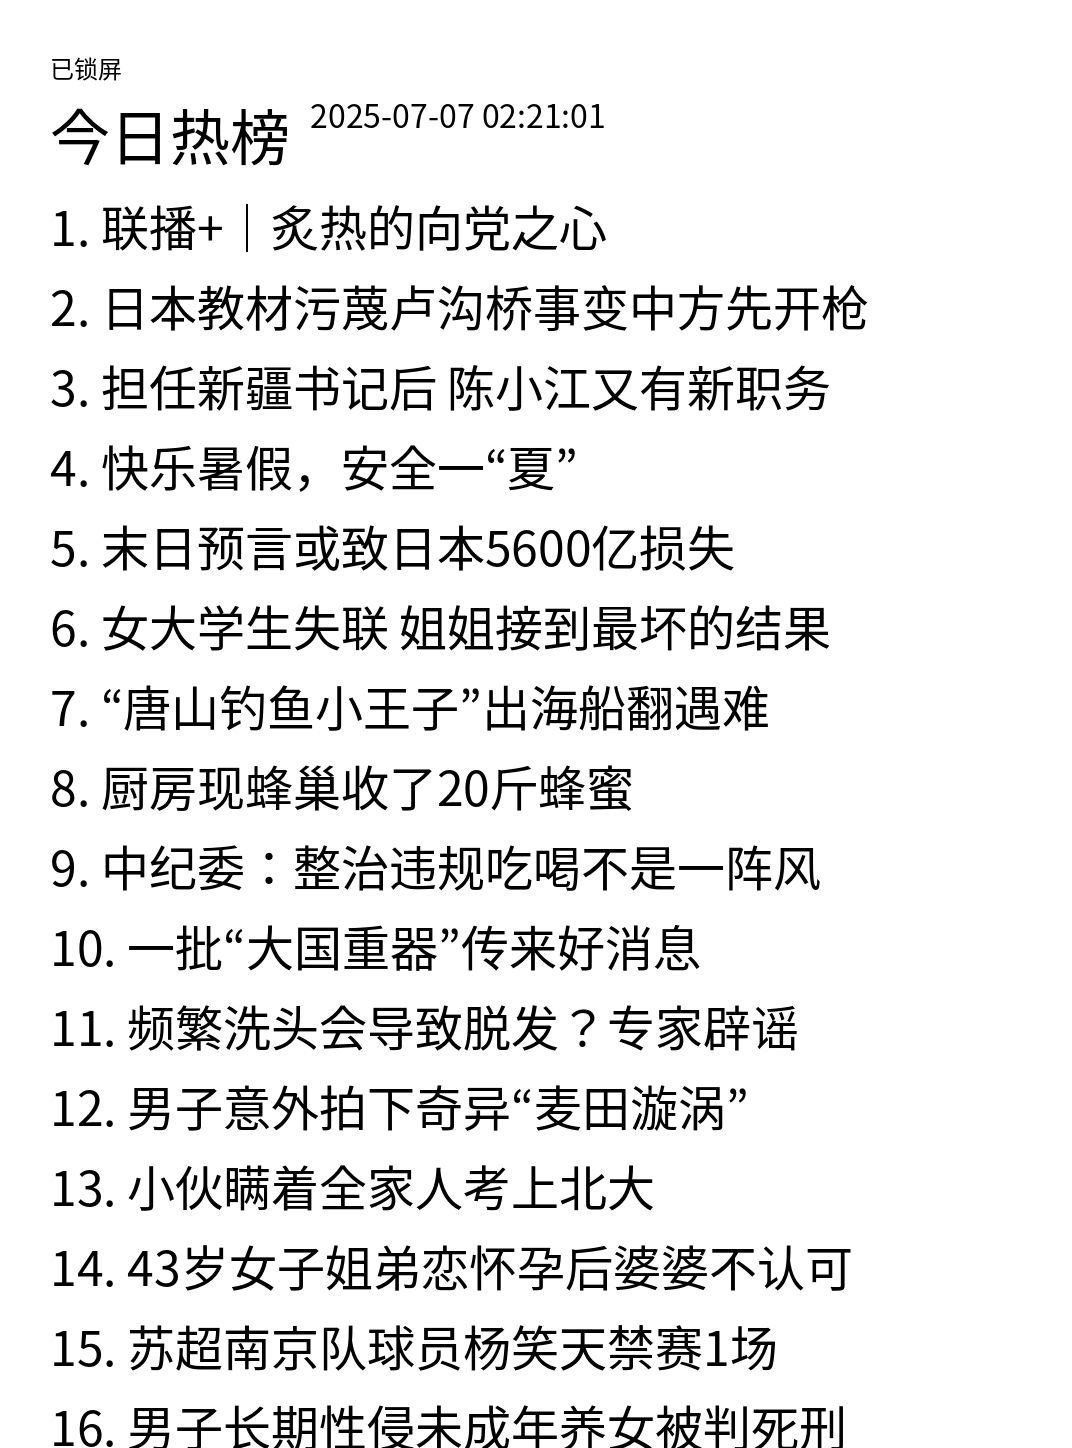 已锁屏
今日热榜 2025-07-07 02:21:01
1. 联播+｜炙热的向党之心
2. 日本教材污蔑卢沟桥事变中方先开枪
3. 担任新疆书记后 陈小江又有新职务
4. 快乐暑假，安全一“夏”
5. 末日预言或致日本5600亿损失
6. 女大学生失联 姐姐接到最坏的结果
7. “唐山钓鱼小王子”出海船翻遇难
8. 厨房现蜂巢收了20斤蜂蜜
9. 中纪委：整治违规吃喝不是一阵风
10. 一批“大国重器”传来好消息
11. 频繁洗头会导致脱发？专家辟谣
12. 男子意外拍下奇异“麦田漩涡”
13. 小伙瞒着全家人考上北大
14. 43岁女子姐弟恋怀孕后婆婆不认可
15. 苏超南京队球员杨笑天禁赛1场
16. 男子长期性侵未成年养女被判死刑